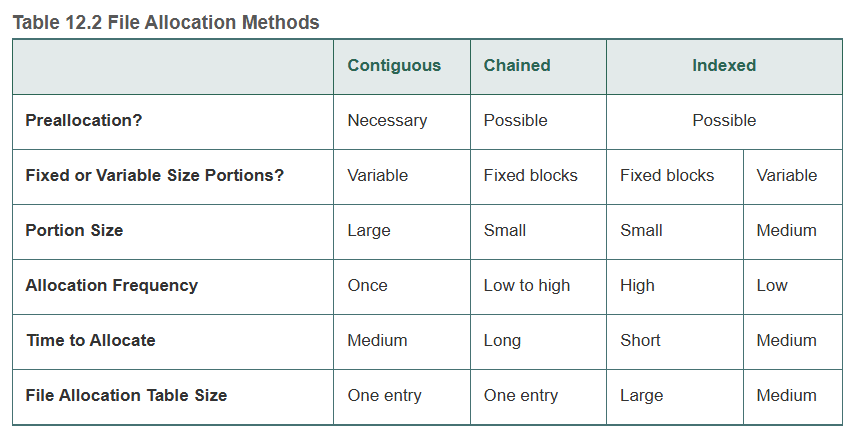 Table 12.2 File Allocation Methods
Contiguous Chained Indexed
Preallocation? Necessary Possible Possible
Fixed or Variable Size Portions? Variable Fixed blocks Fixed blocks Variable
Portion Size Large Small Small Medium
Allocation Frequency Once Low to high High Low
Time to Allocate Medium Long Short Medium
File Allocation Table Size One entry One entry Large Medium